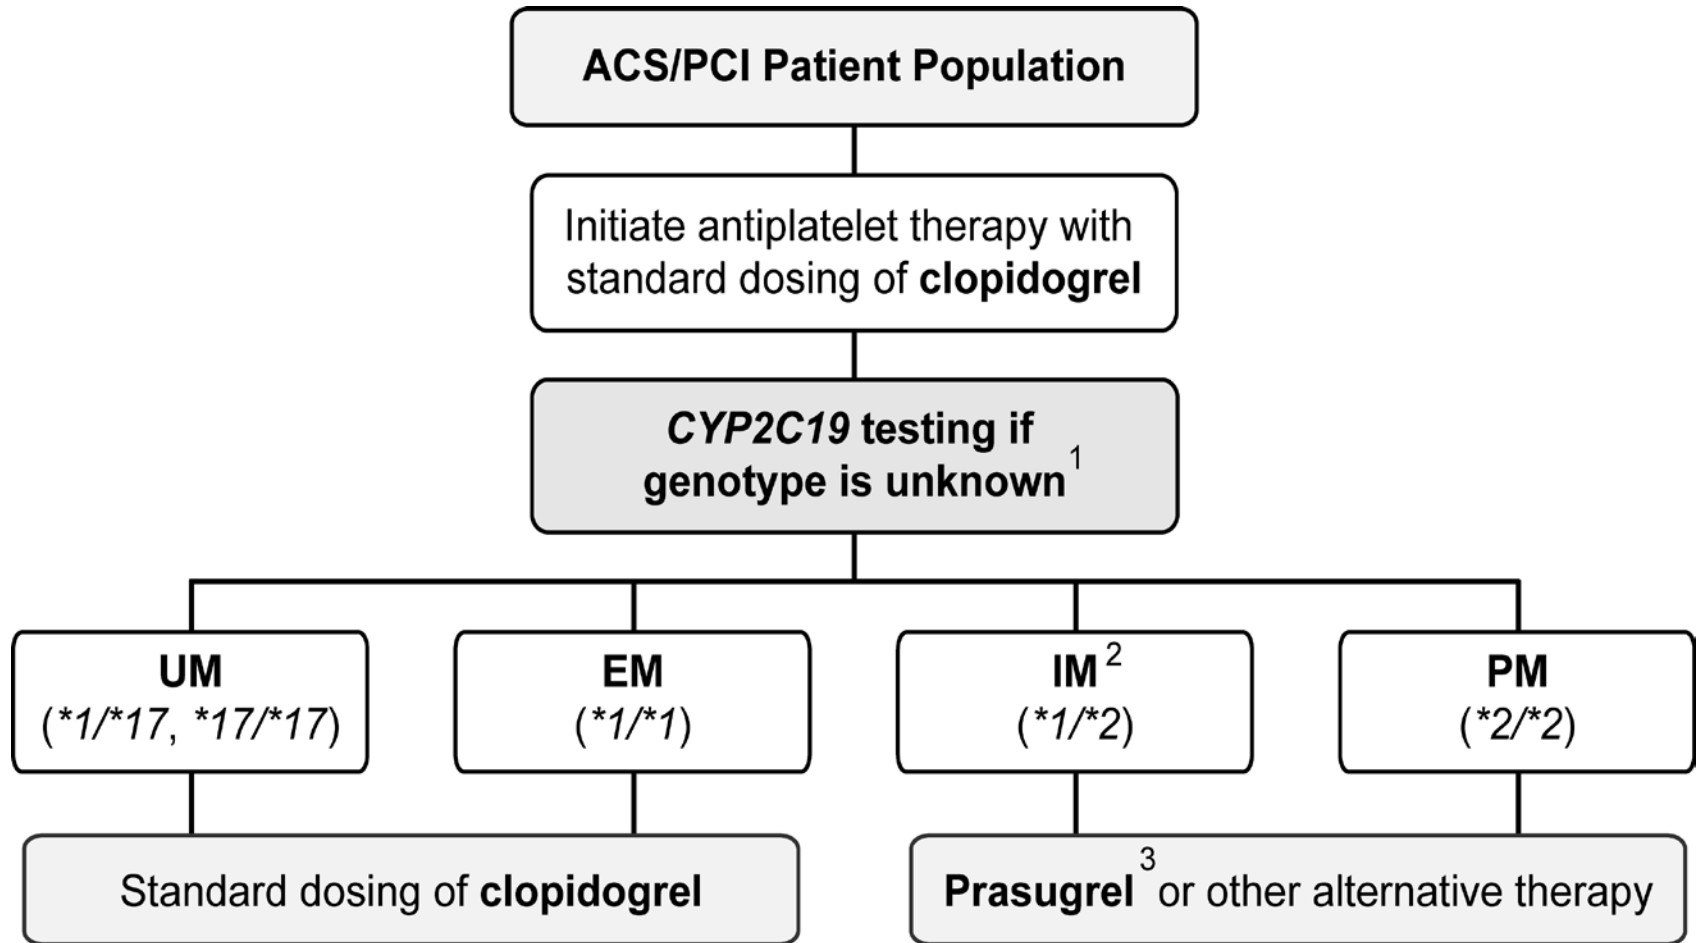 ACS/PCI Patient Population
Initiate antiplatelet therapy with
standard dosing of clopidogrel
CYP2C19 testing if
genotype is unknown1
UM
(*1/*17, *17/*17)
EM
(*1/*1)
IM2
(*1/*2)
PM
(*2/*2)
Standard dosing of clopidogrel
Prasugrel3 or other alternative therapy